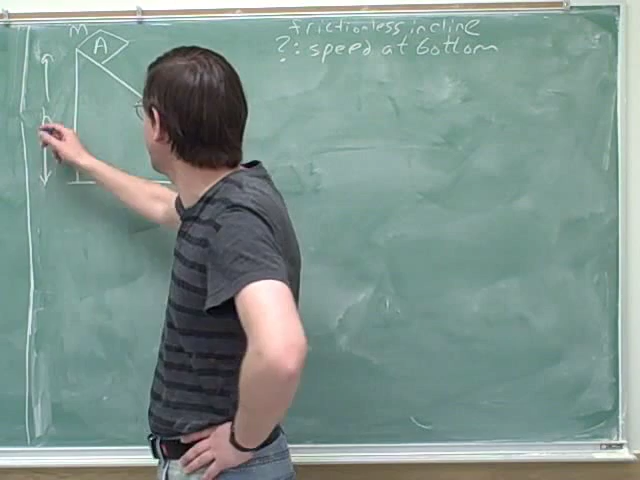 frictionless incline
?: speed at bottom
M
A
h